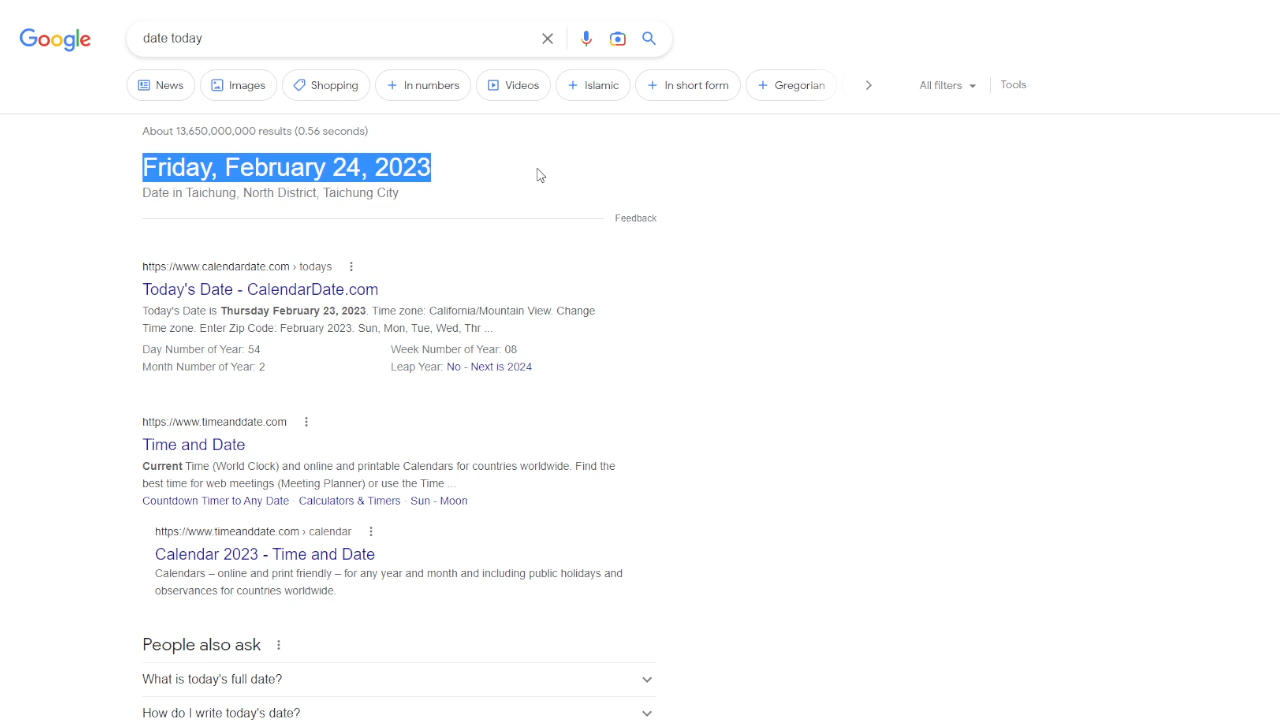 Google
date today
News
Images
Shopping
In numbers
Videos
Islamic
In short form
Gregorian
All filters
Tools
About 13,650,000,000 results (0.56 seconds)
Friday, February 24, 2023
Date in Taichung, North District, Taichung City
Feedback
https://www.calendardate.com › todays
Today's Date - CalendarDate.com
Today's Date is Thursday February 23, 2023. Time zone: California/Mountain View. Change
Time zone. Enter Zip Code: February 2023. Sun, Mon, Tue, Wed, Thr ...
Day Number of Year: 54
Week Number of Year: 08
Month Number of Year: 2
Leap Year: No - Next is 2024
https://www.timeanddate.com
Time and Date
Current Time (World Clock) and online and printable Calendars for countries worldwide. Find the
best time for web meetings (Meeting Planner) or use the Time ...
Countdown Timer to Any Date · Calculators & Timers · Sun - Moon
https://www.timeanddate.com › calendar
Calendar 2023 - Time and Date
Calendars – online and print friendly – for any year and month and including public holidays and
observances for countries worldwide.
People also ask
What is today's full date?
How do I write today's date?